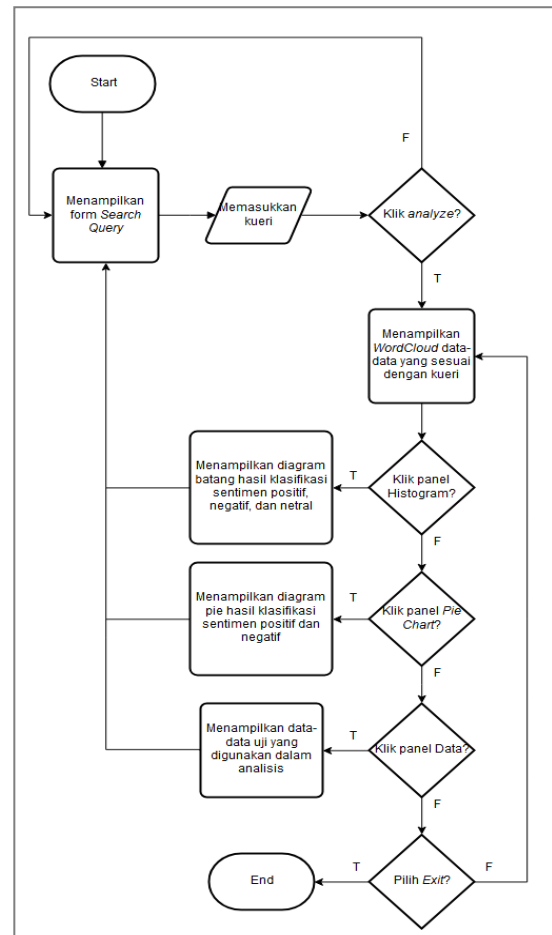 F
Start
Menampilkan
form Search
Query
Memasukkan
kueri
Klik analyze?
T
Menampilkan
WordCloud data-
data yang sesuai
dengan kueri
Menampilkan diagram
batang hasil klasifikasi
sentimen positif,
negatif, dan netral
T
Klik panel
Histogram?
F
Menampilkan diagram
pie hasil klasifikasi
sentimen positif dan
negatif
T
Klik panel Pie
Chart?
F
Menampilkan data-
data uji yang
digunakan dalam
analisis
T
Klik panel Data?
F
End
T
Pilih Exit?
F